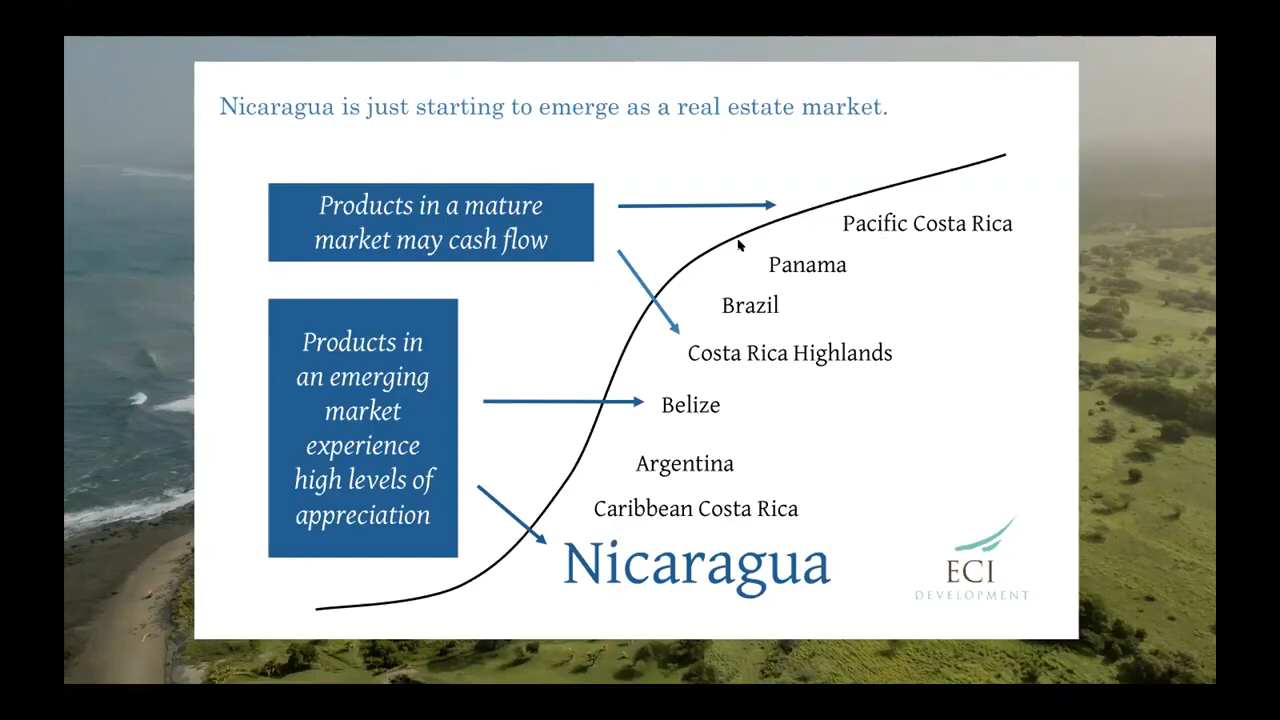 Nicaragua is just starting to emerge as a real estate market.
Products in a mature
market may cash flow
Pacific Costa Rica
Panama
Brazil
Products in
an emerging
market
experience
high levels of
appreciation
Costa Rica Highlands
Belize
Argentina
Caribbean Costa Rica
Nicaragua
ECI
DEVELOPMENT